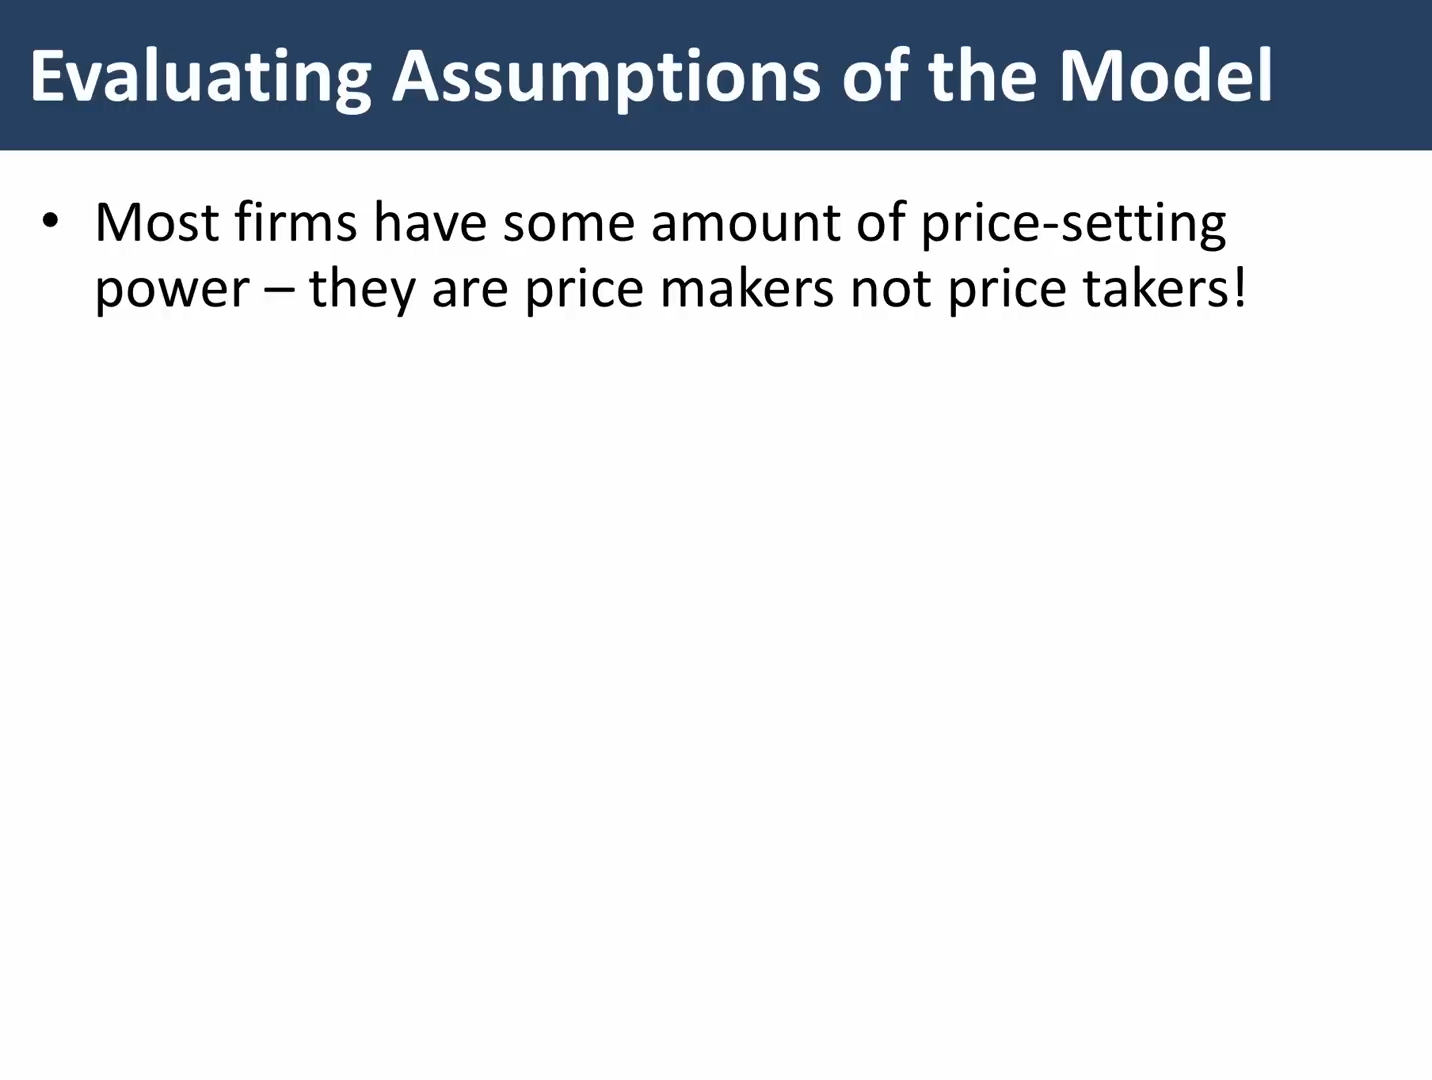 Evaluating Assumptions of the Model
• Most firms have some amount of price-setting
power – they are price makers not price takers!